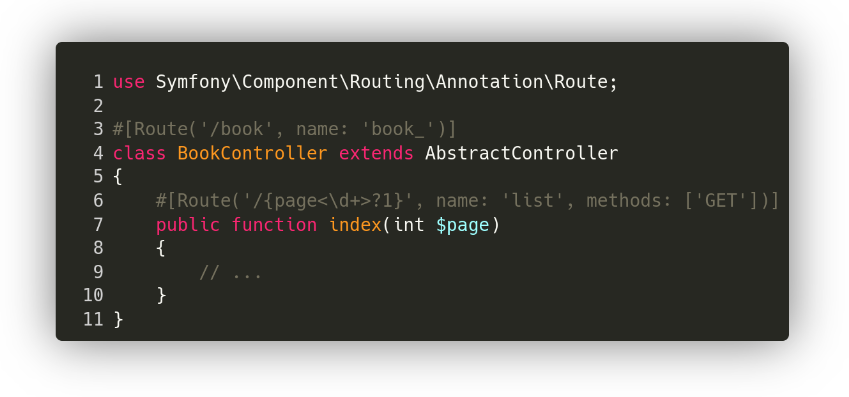 1 use Symfony\Component\Routing\Annotation\Route;
2
3 #[Route('/book', name: 'book_')]
4 class BookController extends AbstractController
5 {
6     #[Route('/{page<\d+>?1}', name: 'list', methods: ['GET'])]
7     public function index(int $page)
8     {
9         // ...
10     }
11 }